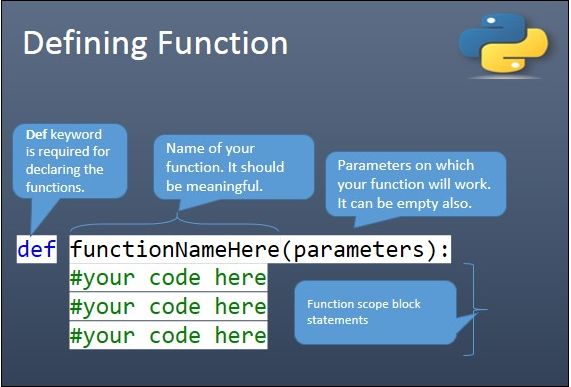 Defining Function
Def keyword
is required for
declaring the
functions.
Name of your
function. It should
be meaningful.
Parameters on which
your function will work.
It can be empty also.
def functionNameHere(parameters):
#your code here
#your code here
#your code here
Function scope block
statements